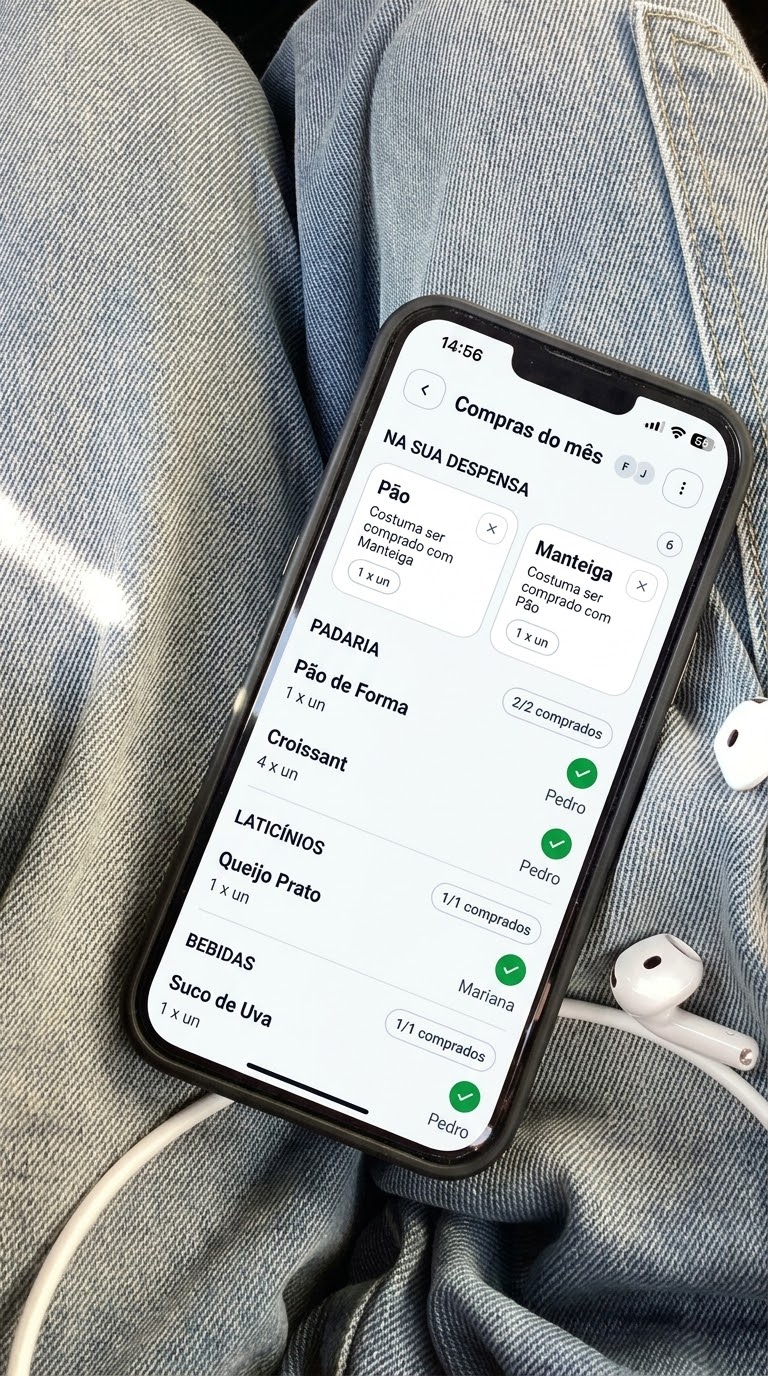 14:56
56
Compras do mês
F J
NA SUA DESPENSA
6
Pão
Costuma ser
comprado com
Manteiga
1 x un
Manteiga
Costuma ser
comprado com
Pão
1 x un
PADARIA
2/2 comprados
Pão de Forma
1 x un
Pedro
Croissant
4 x un
Pedro
LATICÍNIOS
1/1 comprados
Queijo Prato
1 x un
Mariana
BEBIDAS
1/1 comprados
Suco de Uva
1 x un
Pedro